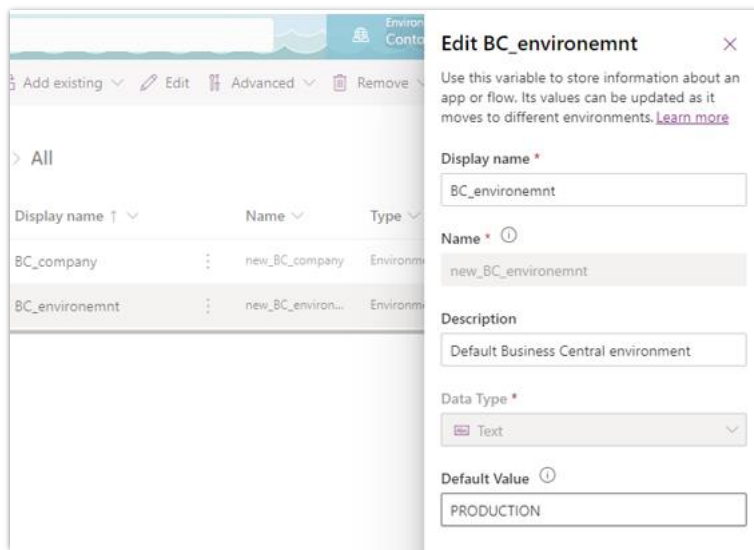 Environ
Conto
Add existing
Edit
Advanced
Remove
> All
Display name ↑
Name
Type
BC_company
new_BC_company
Environme
BC_environemnt
new_BC_environ...
Environme
Edit BC_environemnt
Use this variable to store information about an
app or flow. Its values can be updated as it
moves to different environments. Learn more
Display name *
BC_environemnt
Name *
new_BC_environemnt
Description
Default Business Central environment
Data Type *
Abc Text
Default Value
PRODUCTION